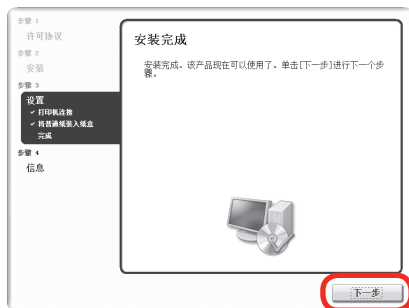 步骤 1
许可协议
步骤 2
安装
步骤 3
设置
✓ 打印机连接
✓ 将普通纸装入纸盒
完成
步骤 4
信息
安装完成
安装完成。该产品现在可以使用了。单击[下一步]进行下一个步
骤。
下一步